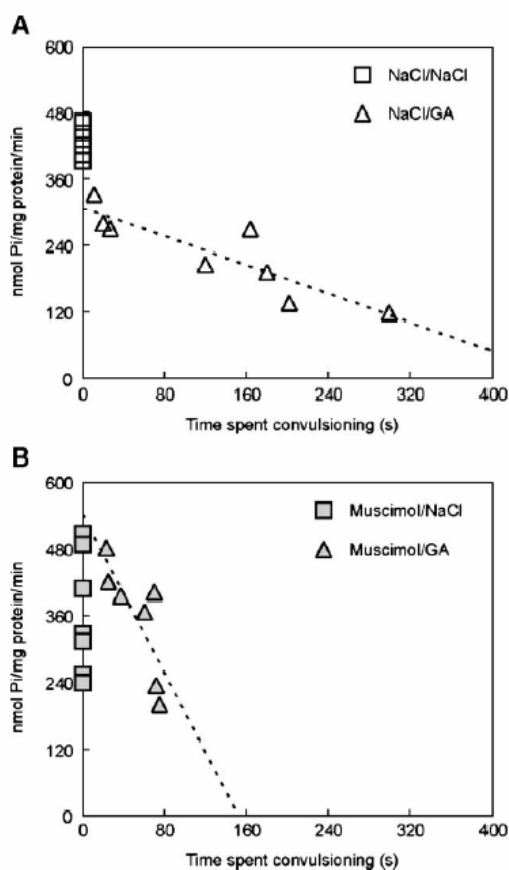 A
600
480
360
240
120
0
nmol Pi/mg protein/min
NaCl/NaCl
NaCl/GA
0 80 160 240 320 400
Time spent convulsioning (s)
B
600
480
360
240
120
0
nmol Pi/mg protein/min
Muscimol/NaCl
Muscimol/GA
0 80 160 240 320 400
Time spent convulsioning (s)